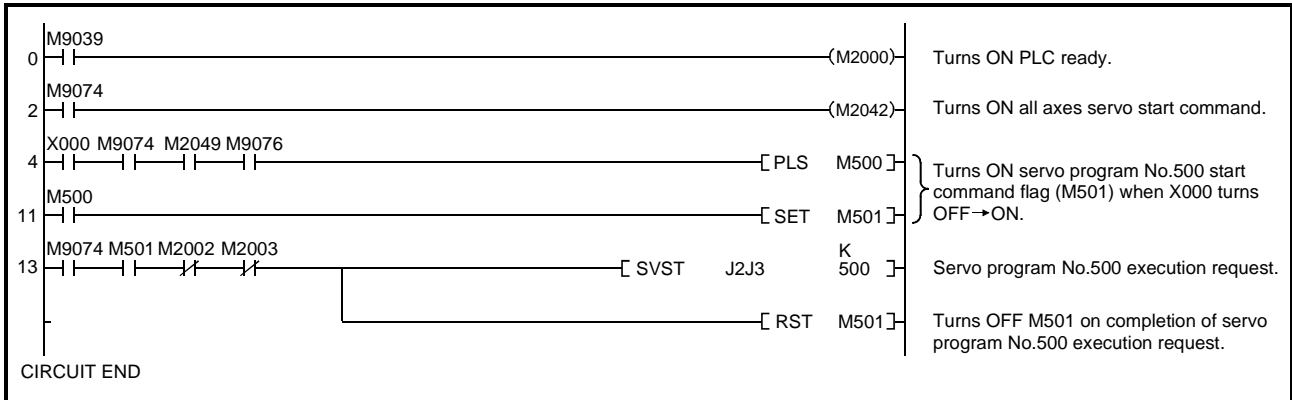 M9039
0 (M2000) Turns ON PLC ready.
M9074
2 (M2042) Turns ON all axes servo start command.
X000 M9074 M2049 M9076
4 [ PLS M500 ] Turns ON servo program No.500 start
command flag (M501) when X000 turns
OFF→ON.
M500
11 [ SET M501 ]
M9074 M501 M2002 M2003
13 [ SVST J2J3 K
500 ] Servo program No.500 execution request.
[ RST M501 ] Turns OFF M501 on completion of servo
program No.500 execution request.
CIRCUIT END